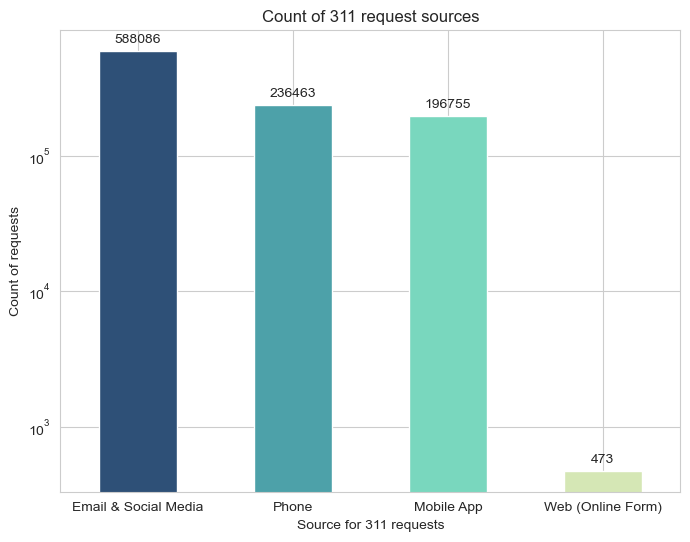 Count of 311 request sources
588086
236463
196755
473
10^5
10^4
10^3
Count of requests
Email & Social Media
Phone
Mobile App
Web (Online Form)
Source for 311 requests